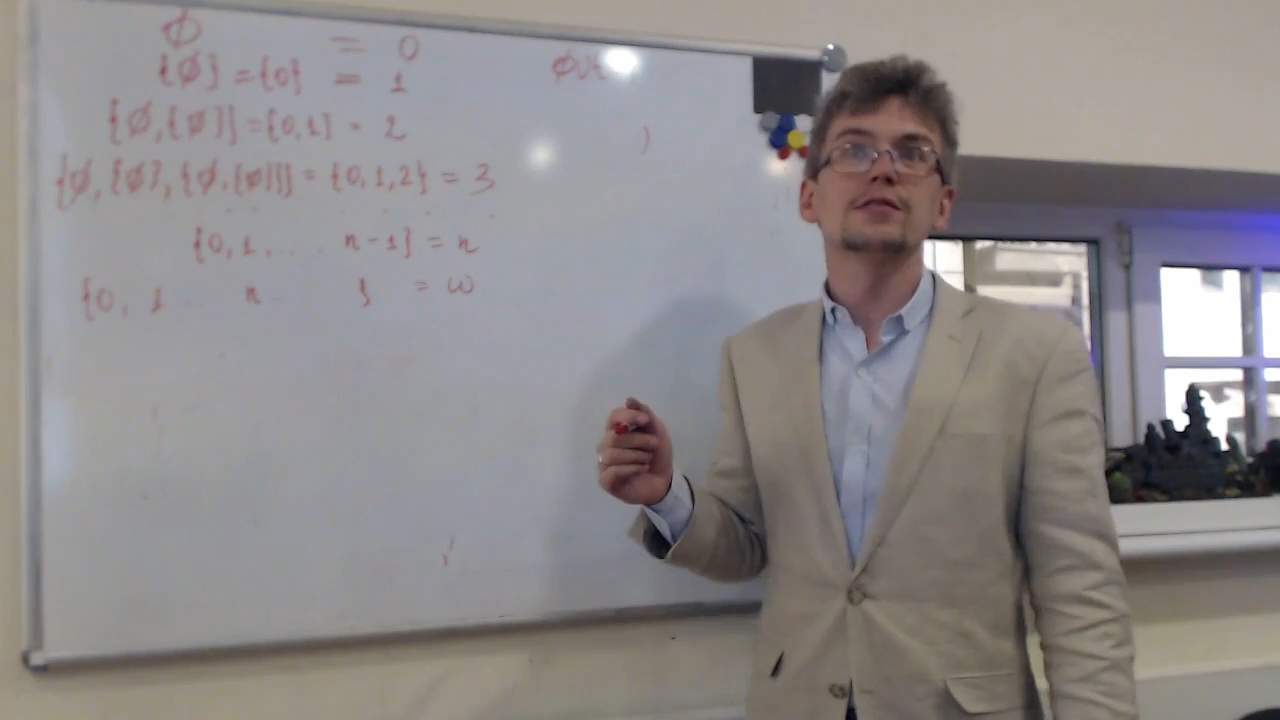 ∅ = 0
{∅} = {0} = 1
{∅, {∅}} = {0, 1} = 2
{∅, {∅}, {∅, {∅}}} = {0, 1, 2} = 3
{0, 1, ... n-1} = n
{0, 1 ... n ... } = ω
∅∪{